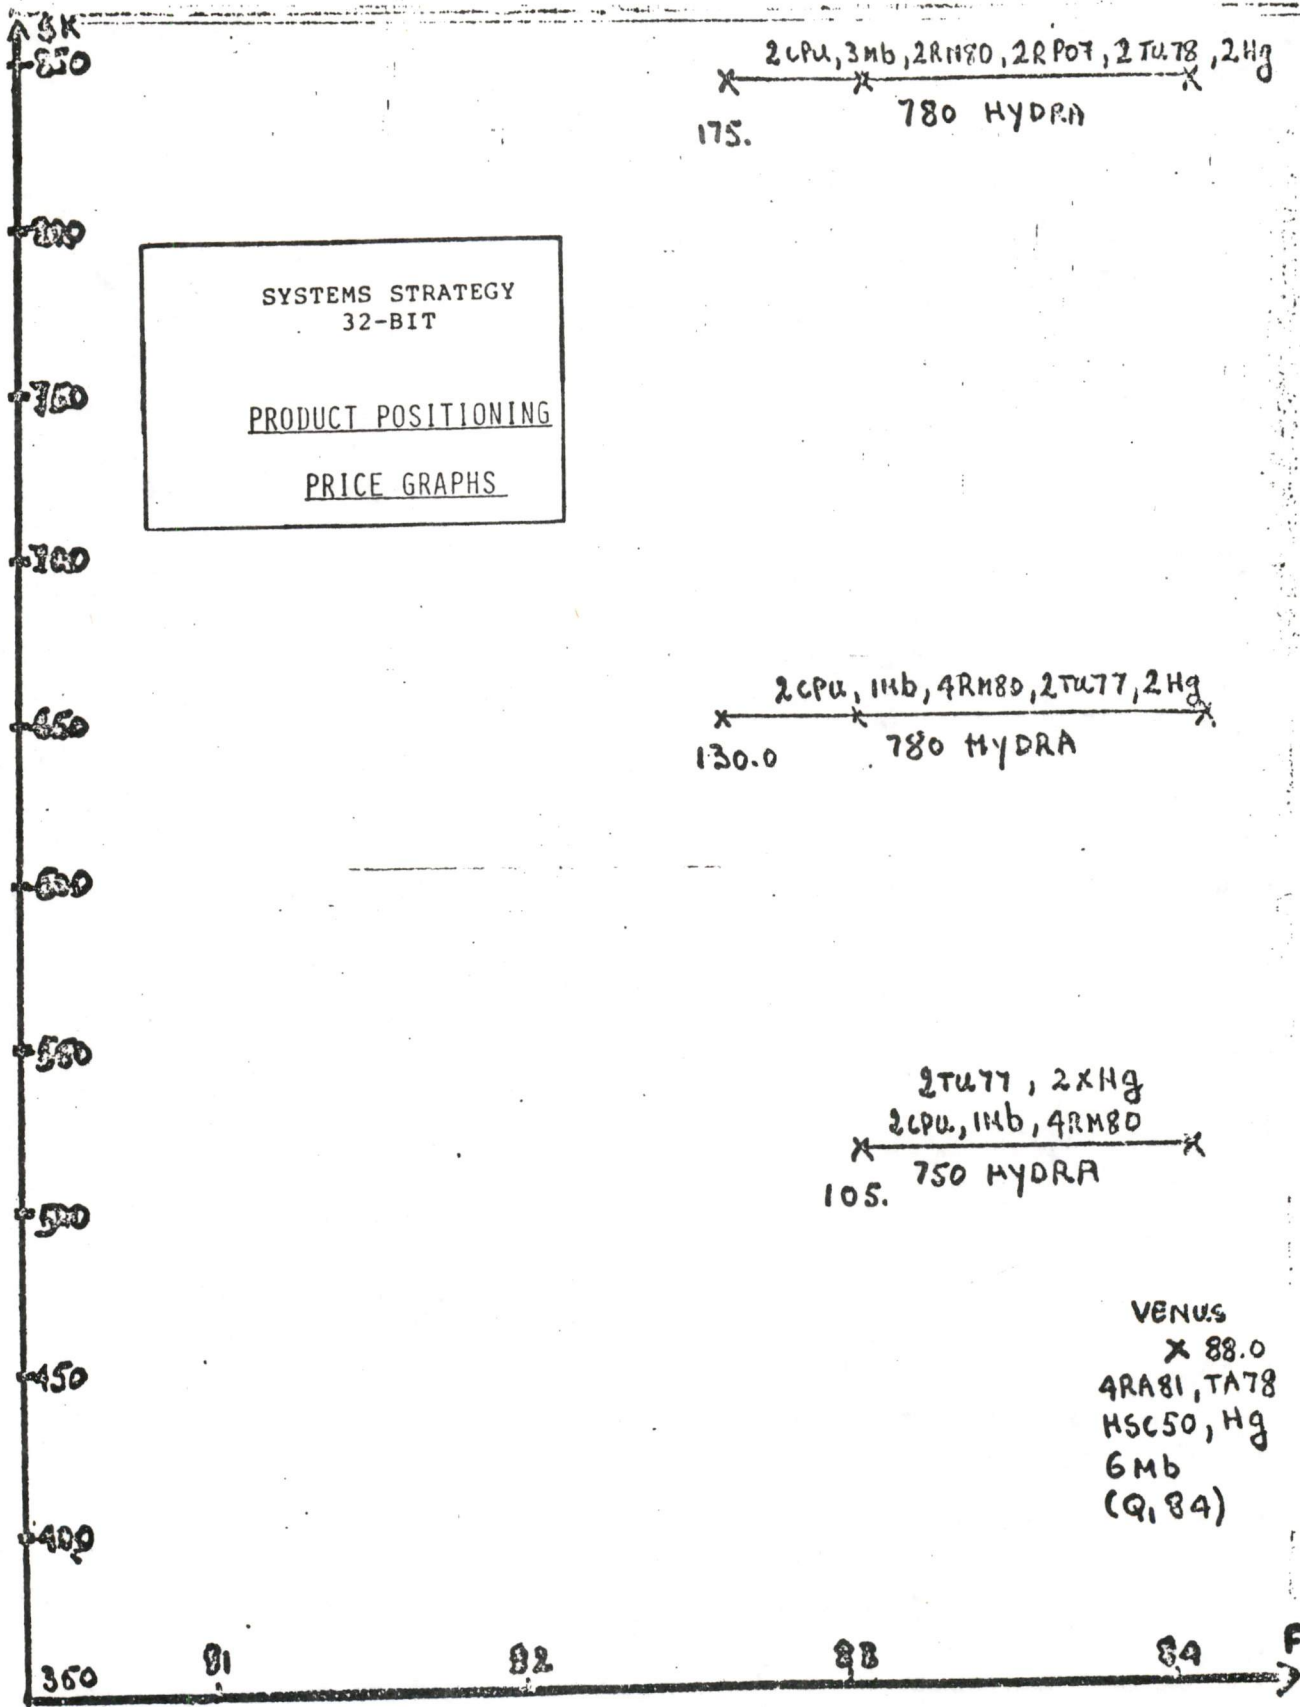 $K
850
2CPU, 3Mb, 2RM80, 2RP07, 2TU78, 2Hg
780 HYDRA
175.
800
SYSTEMS STRATEGY
32-BIT
PRODUCT POSITIONING
PRICE GRAPHS
750
700
2CPU, 1Mb, 4RM80, 2TU77, 2Hg
650
780 HYDRA
130.0
600
550
2TU77, 2xHg
2CPU, 1Mb, 4RM80
750 HYDRA
105.
500
VENUS
X 88.0
450
4RA81, TA78
HSC50, Hg
6Mb
(Q1 84)
400
81 82 83 84 F
350